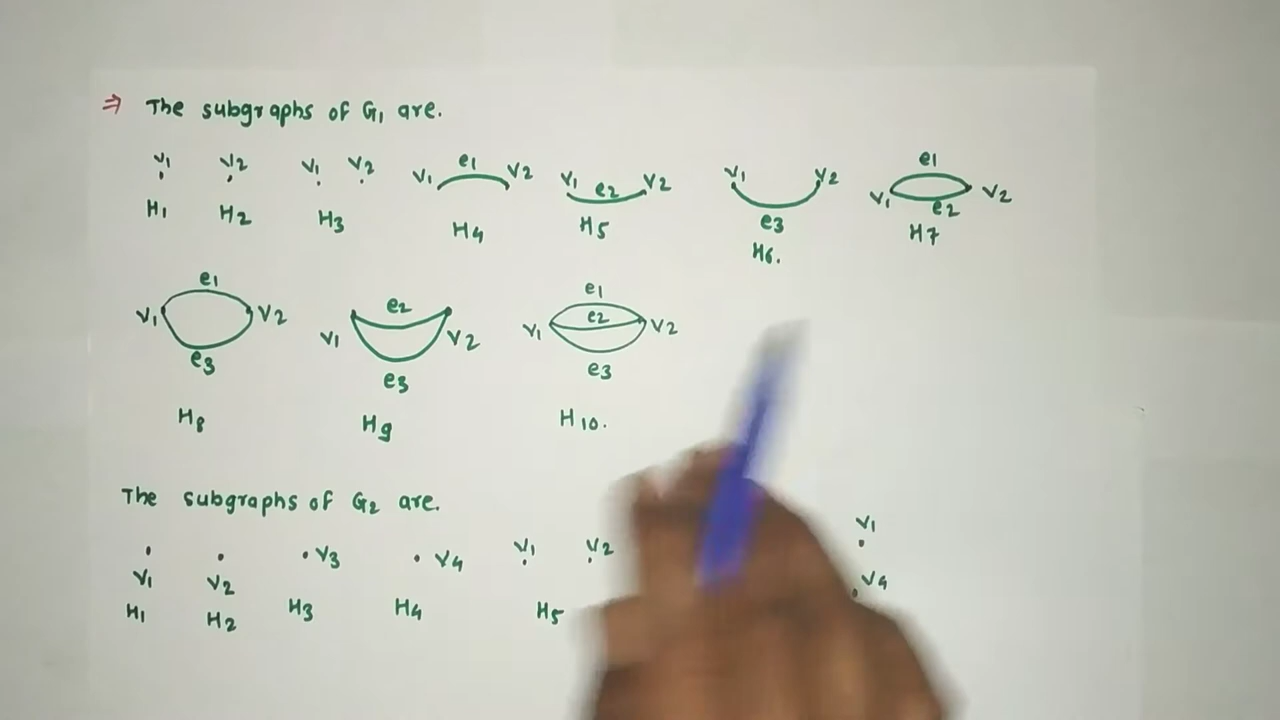 ⇒ The subgraphs of G1 are.
v1 v2 v1 v2 v1 e1 v2 v1 e2 v2 v1 v2 e1
e3 v1 e2 v2
H1 H2 H3 H4 H5 H6. H7
e1 e2 e1
v1 v2 v1 v2 v1 e2 v2
e3 e3 e3
H8 H9 H10.
The subgraphs of G2 are.
v1 v2 v3 v4 v1 v2 v1
v4
H1 H2 H3 H4 H5